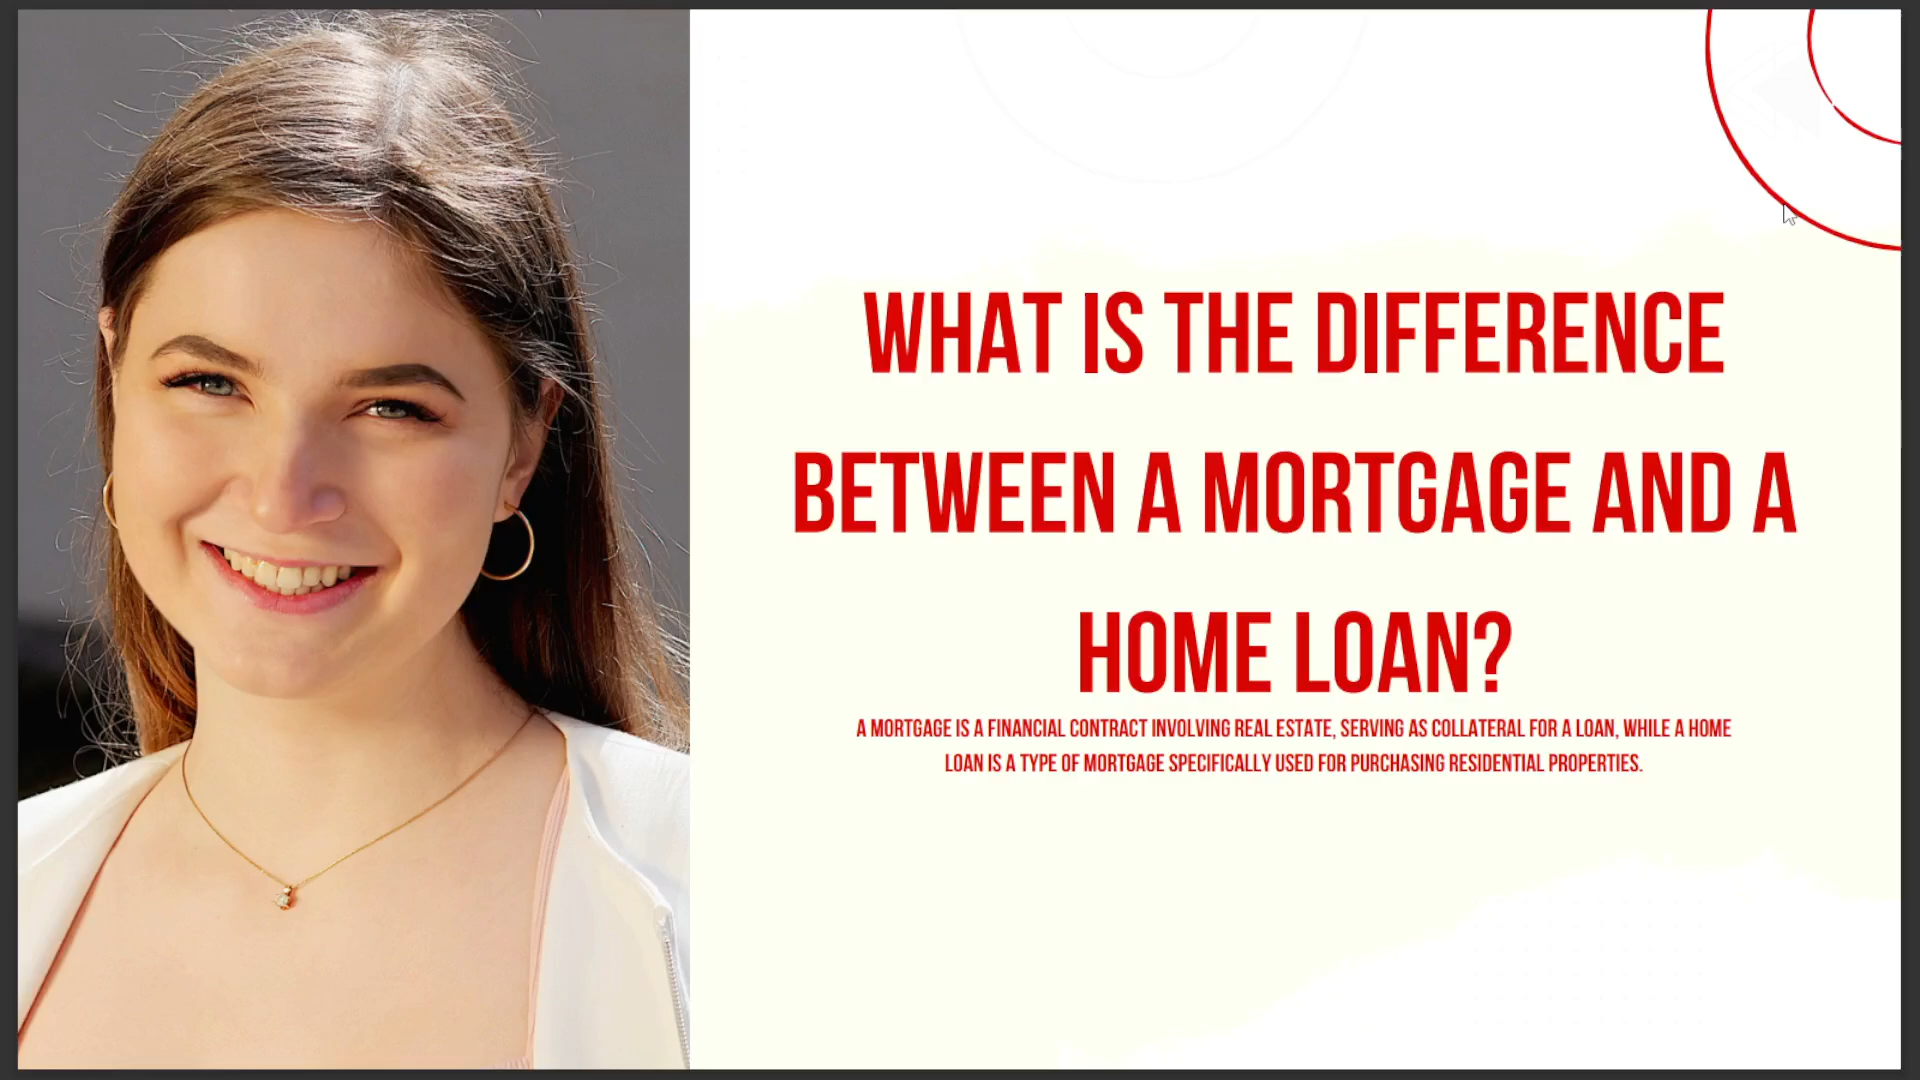 WHAT IS THE DIFFERENCE
BETWEEN A MORTGAGE AND A
HOME LOAN?
A MORTGAGE IS A FINANCIAL CONTRACT INVOLVING REAL ESTATE, SERVING AS COLLATERAL FOR A LOAN, WHILE A HOME
LOAN IS A TYPE OF MORTGAGE SPECIFICALLY USED FOR PURCHASING RESIDENTIAL PROPERTIES.